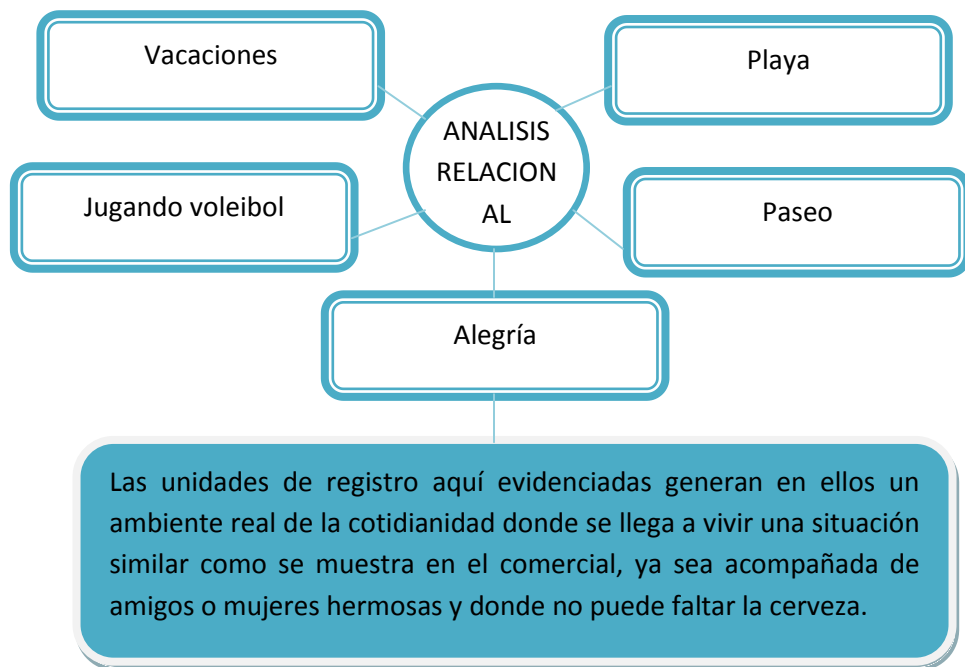 Vacaciones
Playa
ANALISIS
RELACION
AL
Jugando voleibol
Paseo
Alegría
Las unidades de registro aquí evidenciadas generan en ellos un
ambiente real de la cotidianidad donde se llega a vivir una situación
similar como se muestra en el comercial, ya sea acompañada de
amigos o mujeres hermosas y donde no puede faltar la cerveza.